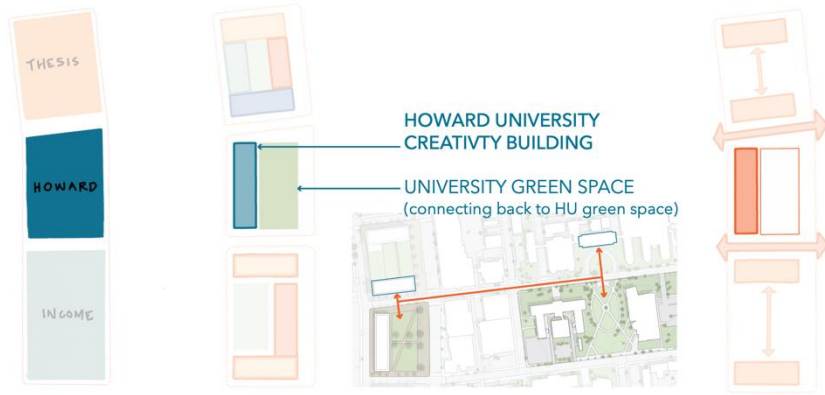 THESIS
HOWARD
INCOME
HOWARD UNIVERSITY
CREATIVTY BUILDING
UNIVERSITY GREEN SPACE
(connecting back to HU green space)